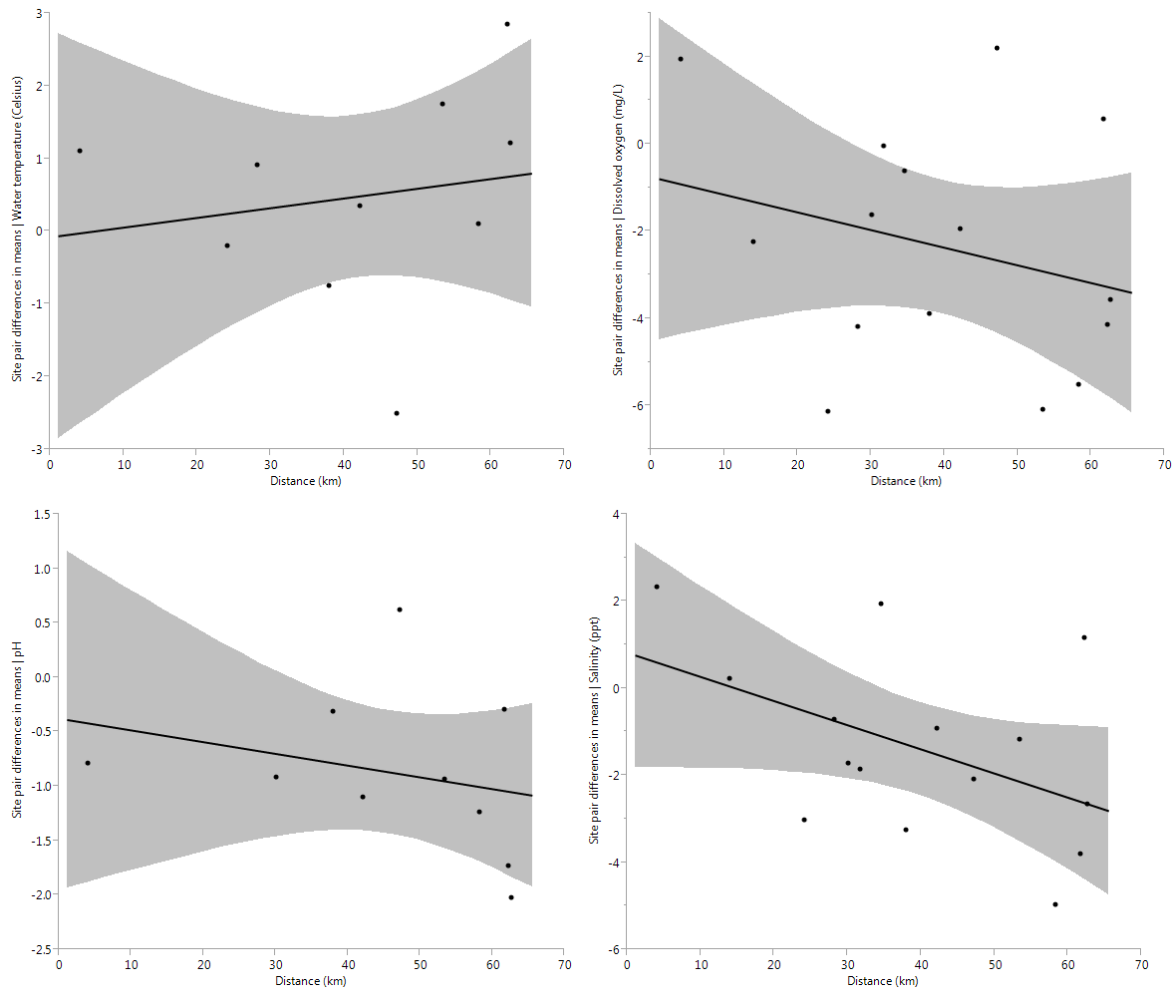 Site pair differences in means | Water temperature (Celsius)
3
2
1
0
-1
-2
-3
0 10 20 30 40 50 60 70
Distance (km)
Site pair differences in means | Dissolved oxygen (mg/L)
2
0
-2
-4
-6
0 10 20 30 40 50 60 70
Distance (km)
Site pair differences in means | pH
1.5
1.0
0.5
0.0
-0.5
-1.0
-1.5
-2.0
-2.5
0 10 20 30 40 50 60 70
Distance (km)
Site pair differences in means | Salinity (ppt)
4
2
0
-2
-4
-6
0 10 20 30 40 50 60 70
Distance (km)